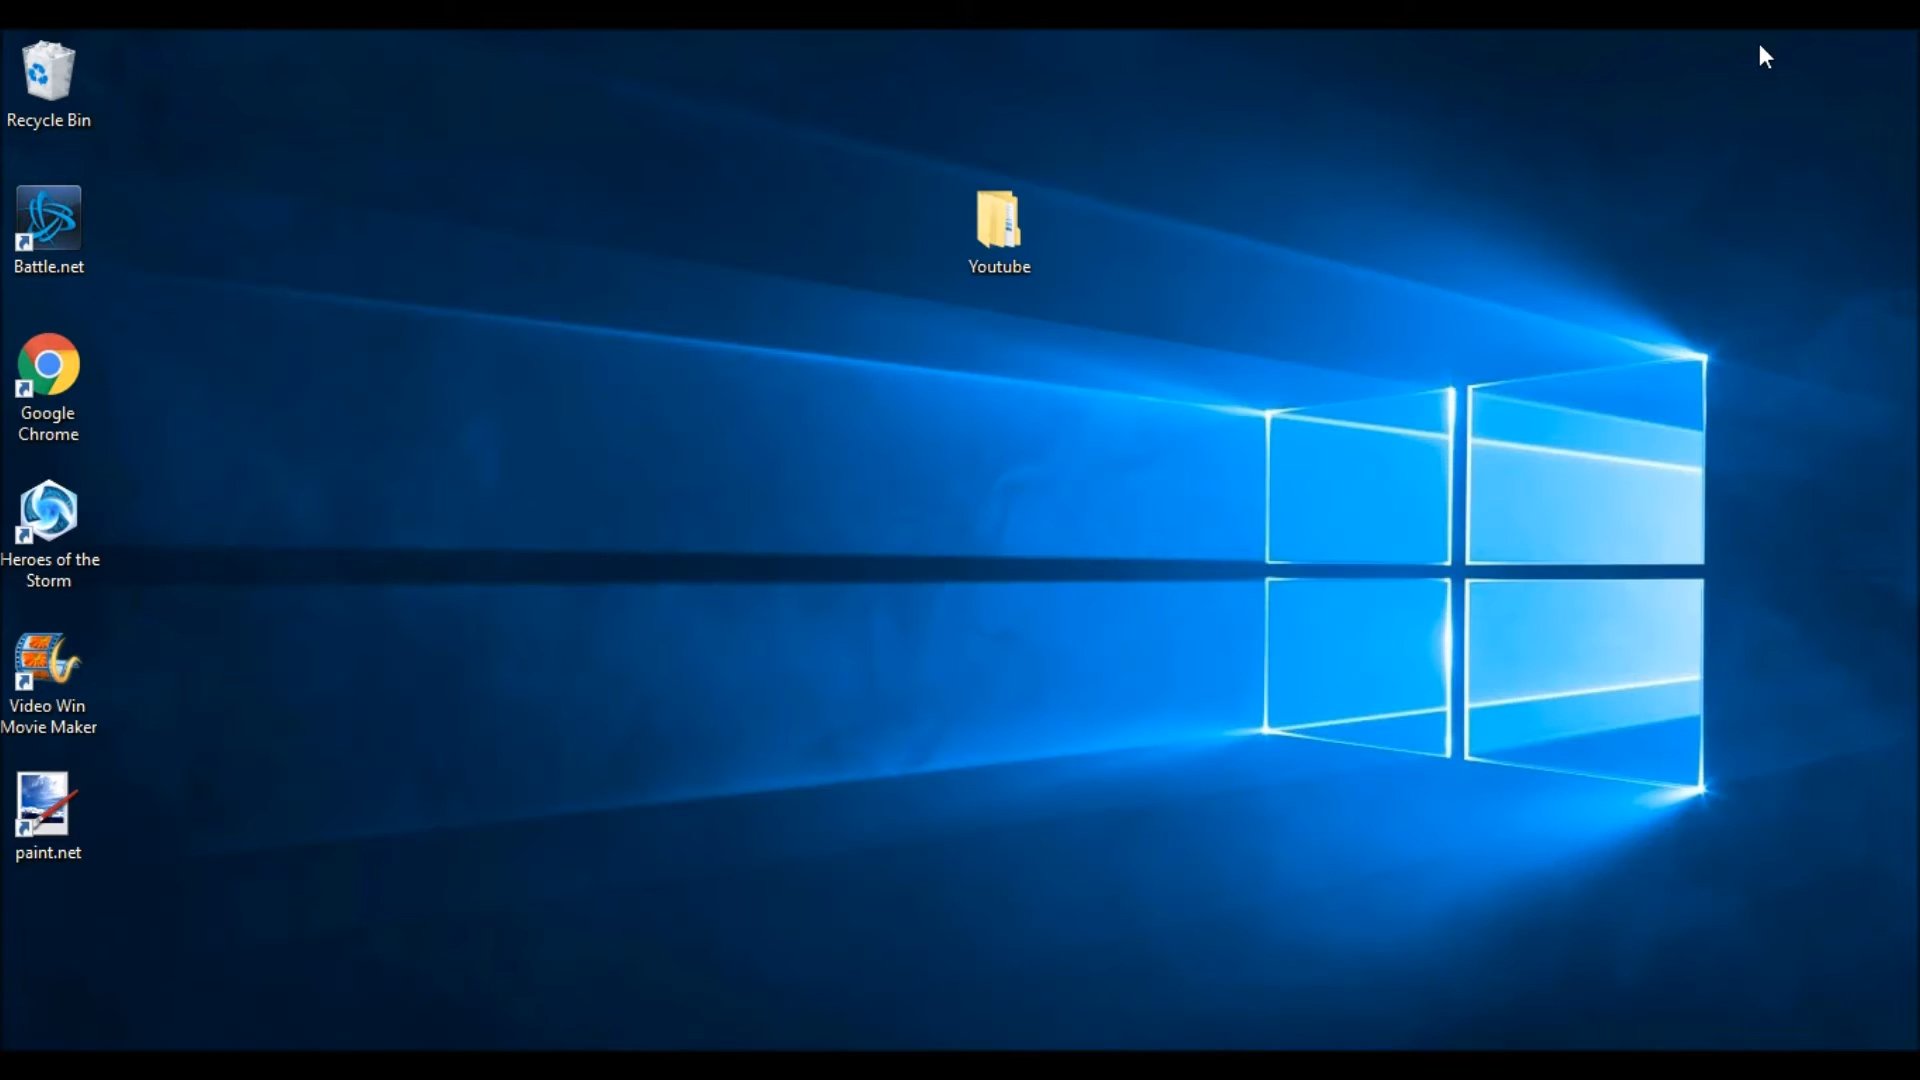 Recycle Bin
Battle.net
Youtube
Google
Chrome
Heroes of the
Storm
Video Win
Movie Maker
paint.net